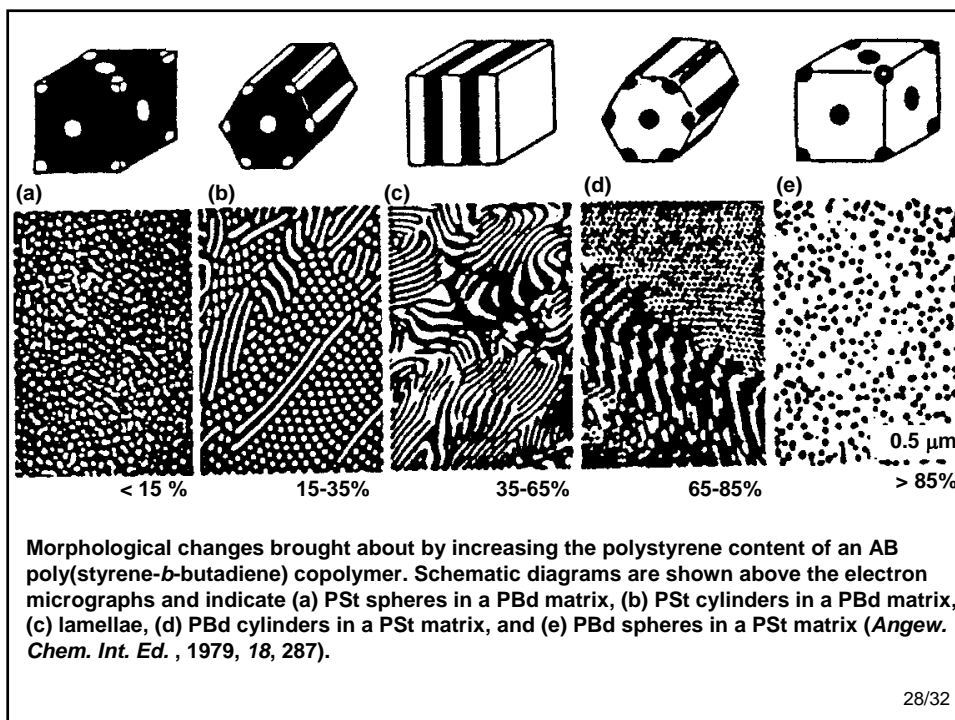 (a) (b) (c) (d) (e)
0.5 μm
< 15 % 15-35% 35-65% 65-85% > 85%
Morphological changes brought about by increasing the polystyrene content of an AB
poly(styrene-b-butadiene) copolymer. Schematic diagrams are shown above the electron
micrographs and indicate (a) PSt spheres in a PBd matrix, (b) PSt cylinders in a PBd matrix,
(c) lamellae, (d) PBd cylinders in a PSt matrix, and (e) PBd spheres in a PSt matrix (Angew.
Chem. Int. Ed. , 1979, 18, 287).
28/32